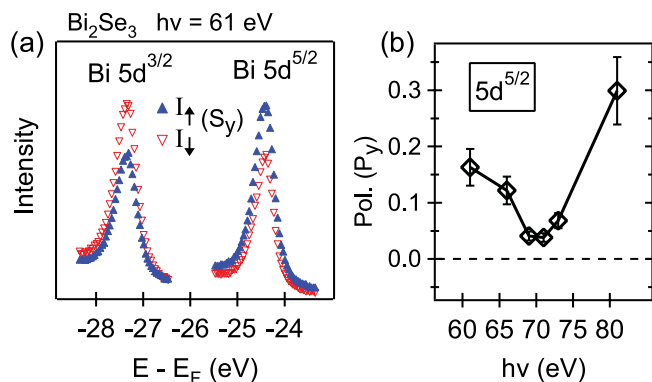 Bi₂Se₃ hν = 61 eV
(a)
Bi 5d³/² Bi 5d⁵/²
▲ I↑ (Sy)
▽ I↓
Intensity
-28 -27 -26 -25 -24
E - E_F (eV)
(b)
5d⁵/²
Pol. (Py)
0.3
0.2
0.1
0.0
60 65 70 75 80
hν (eV)